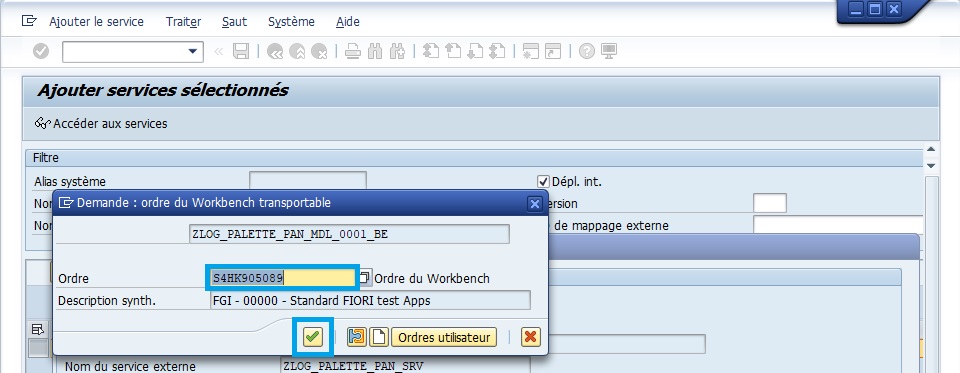 Ajouter le service Traiter Saut Système Aide
Ajouter services sélectionnés
Accéder aux services
Filtre
Alias système Dépl. int.
Demande : ordre du Workbench transportable
ersion
ZLOG_PALETTE_PAN_MDL_0001_BE
de mappage externe
Ordre S4HK905089 Ordre du Workbench
Description synth. FGI - 00000 - Standard FIORI test Apps
Ordres utilisateur
Nom du service externe ZLOG_PALETTE_PAN_SRV